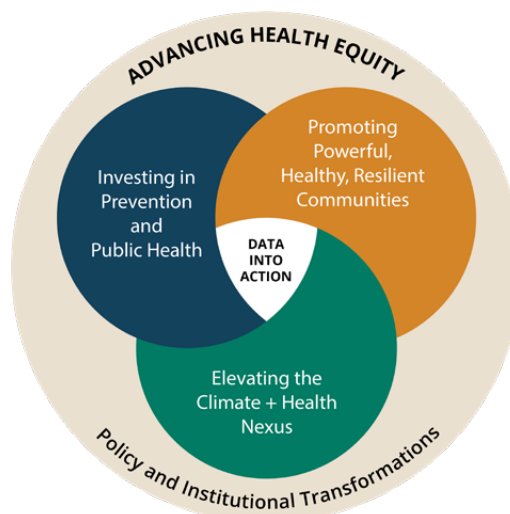 ADVANCING HEALTH EQUITY
Investing in
Prevention
and
Public Health
Promoting
Powerful,
Healthy, Resilient
Communities
DATA
INTO
ACTION
Elevating the
Climate + Health
Nexus
Policy and Institutional Transformations